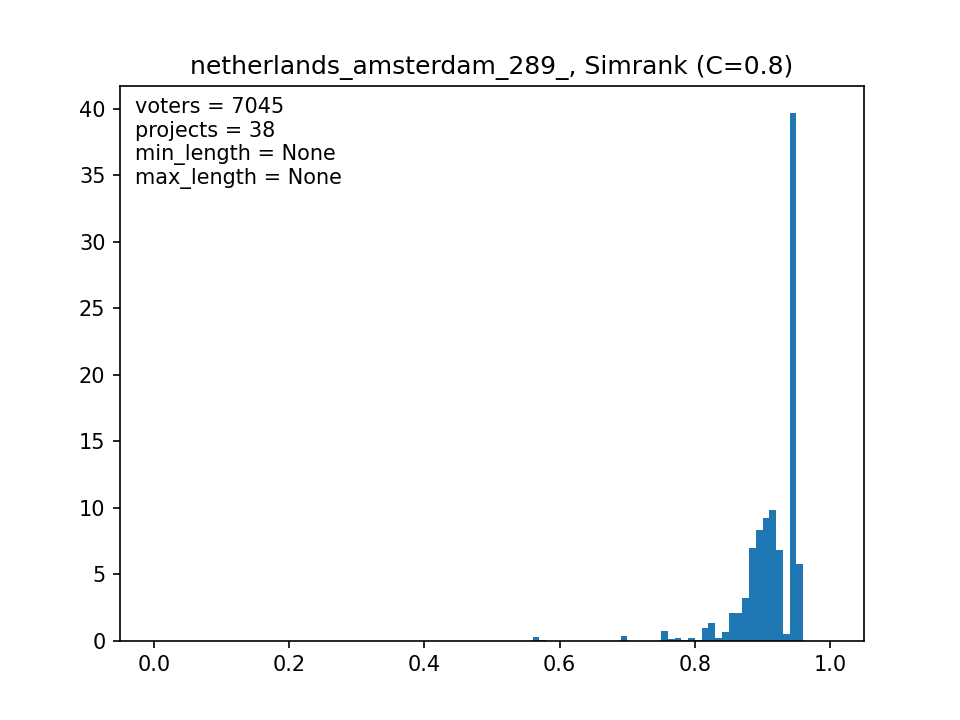 netherlands_amsterdam_289_, Simrank (C=0.8)
voters = 7045
projects = 38
min_length = None
max_length = None
40
35
30
25
20
15
10
5
0
0.0 0.2 0.4 0.6 0.8 1.0